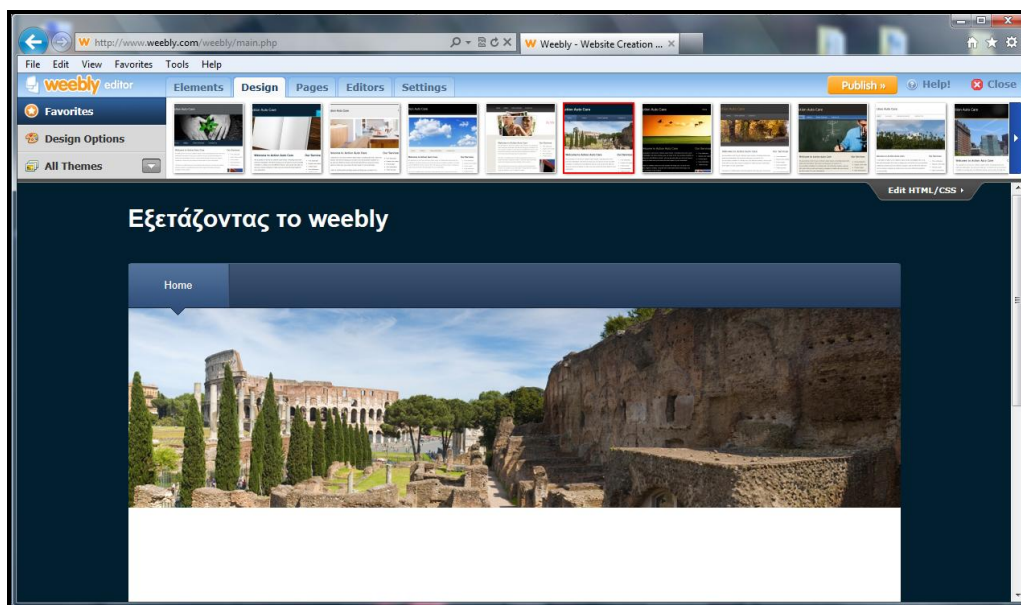 http://www.weebly.com/weebly/main.php
Weebly - Website Creation ...
File Edit View Favorites Tools Help
weebly editor
Elements Design Pages Editors Settings
Publish »
Help!
Close
Favorites
Design Options
All Themes
Edit HTML/CSS
Εξετάζοντας το weebly
Home